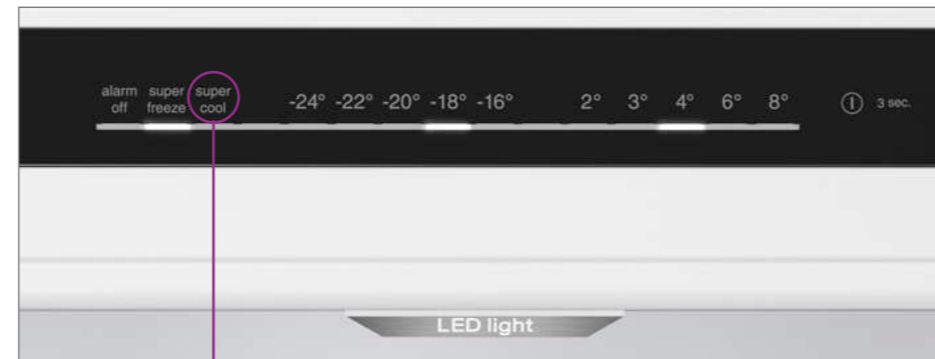 alarm super super
off freeze cool
-24° -22° -20° -18° -16° 2° 3° 4° 6° 8° 3 sec.
LED light